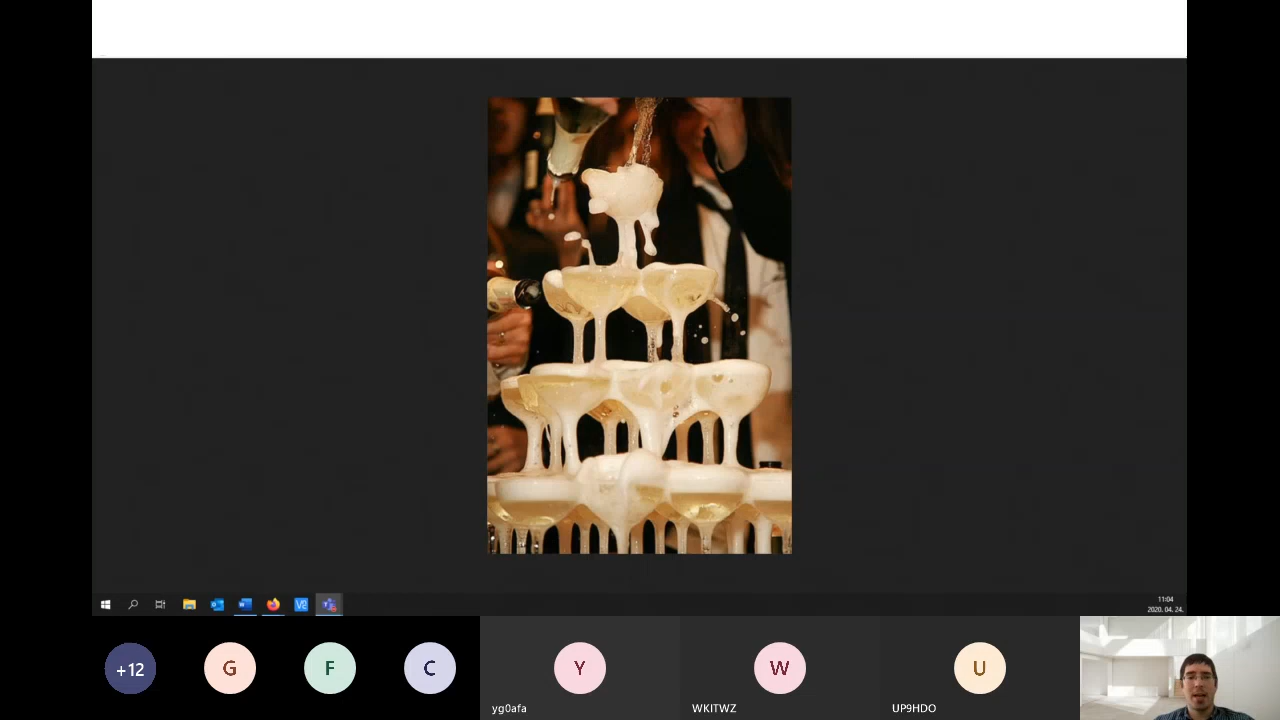 11:04
2020. 04. 24.
+12
G
F
C
Y
W
U
yg0afa
WKITWZ
UP9HDO